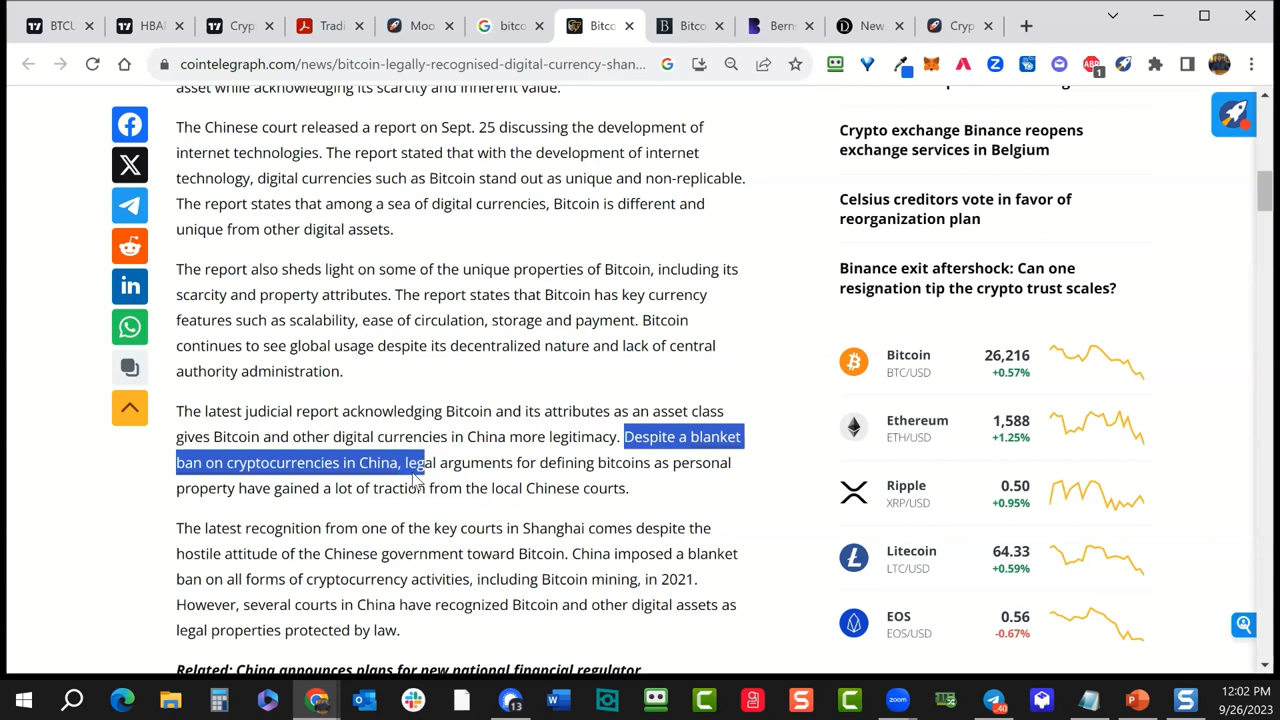 BTCU
HBAI
Cryp
Tradi
Moo
bitco
Bitco
Bitco
Bern
New
Cryp
cointelegraph.com/news/bitcoin-legally-recognised-digital-currency-shan...
1
asset while acknowledging its scarcity and inherent value.
The Chinese court released a report on Sept. 25 discussing the development of
internet technologies. The report stated that with the development of internet
technology, digital currencies such as Bitcoin stand out as unique and non-replicable.
The report states that among a sea of digital currencies, Bitcoin is different and
unique from other digital assets.
The report also sheds light on some of the unique properties of Bitcoin, including its
scarcity and property attributes. The report states that Bitcoin has key currency
features such as scalability, ease of circulation, storage and payment. Bitcoin
continues to see global usage despite its decentralized nature and lack of central
authority administration.
The latest judicial report acknowledging Bitcoin and its attributes as an asset class
gives Bitcoin and other digital currencies in China more legitimacy. Despite a blanket
ban on cryptocurrencies in China, legal arguments for defining bitcoins as personal
property have gained a lot of traction from the local Chinese courts.
The latest recognition from one of the key courts in Shanghai comes despite the
hostile attitude of the Chinese government toward Bitcoin. China imposed a blanket
ban on all forms of cryptocurrency activities, including Bitcoin mining, in 2021.
However, several courts in China have recognized Bitcoin and other digital assets as
legal properties protected by law.
Related: China announces plans for new national financial regulator
Crypto exchange Binance reopens
exchange services in Belgium
Celsius creditors vote in favor of
reorganization plan
Binance exit aftershock: Can one
resignation tip the crypto trust scales?
Bitcoin 26,216
BTC/USD +0.57%
Ethereum 1,588
ETH/USD +1.25%
Ripple 0.50
XRP/USD +0.95%
Litecoin 64.33
LTC/USD +0.59%
EOS 0.56
EOS/USD -0.67%
13
zoom
40
12:02 PM
9/26/2023